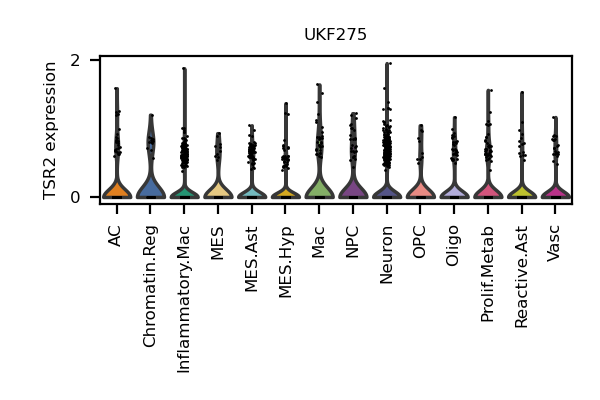 UKF275
TSR2 expression
2
0
AC
Chromatin.Reg
Inflammatory.Mac
MES
MES.Ast
MES.Hyp
Mac
NPC
Neuron
OPC
Oligo
Prolif.Metab
Reactive.Ast
Vasc